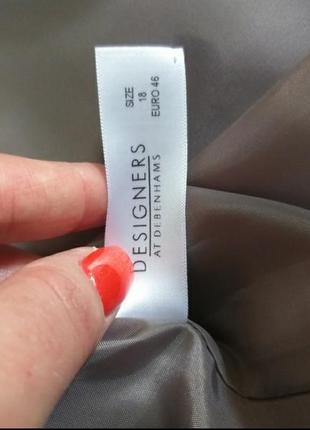 SIZE
18
EURO 46
DESIGNERS
AT DEBENHAMS